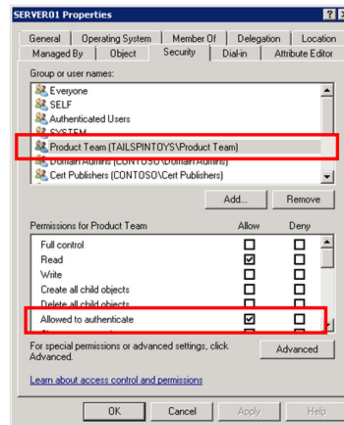 SERVER01 Properties
General Operating System Member Of Delegation Location
Managed By Object Security Dial-in Attribute Editor
Group or user names:
Everyone
SELF
Authenticated Users
SYSTEM
Product Team (TAILSPINTOYS\Product Team)
Domain Admins (CONTOSO\Domain Admins)
Cert Publishers (CONTOSO\Cert Publishers)
Add... Remove
Permissions for Product Team Allow Deny
Full control
Read
Write
Create all child objects
Delete all child objects
Allowed to authenticate
For special permissions or advanced settings, click
Advanced.
Advanced
Learn about access control and permissions
OK Cancel Apply Help